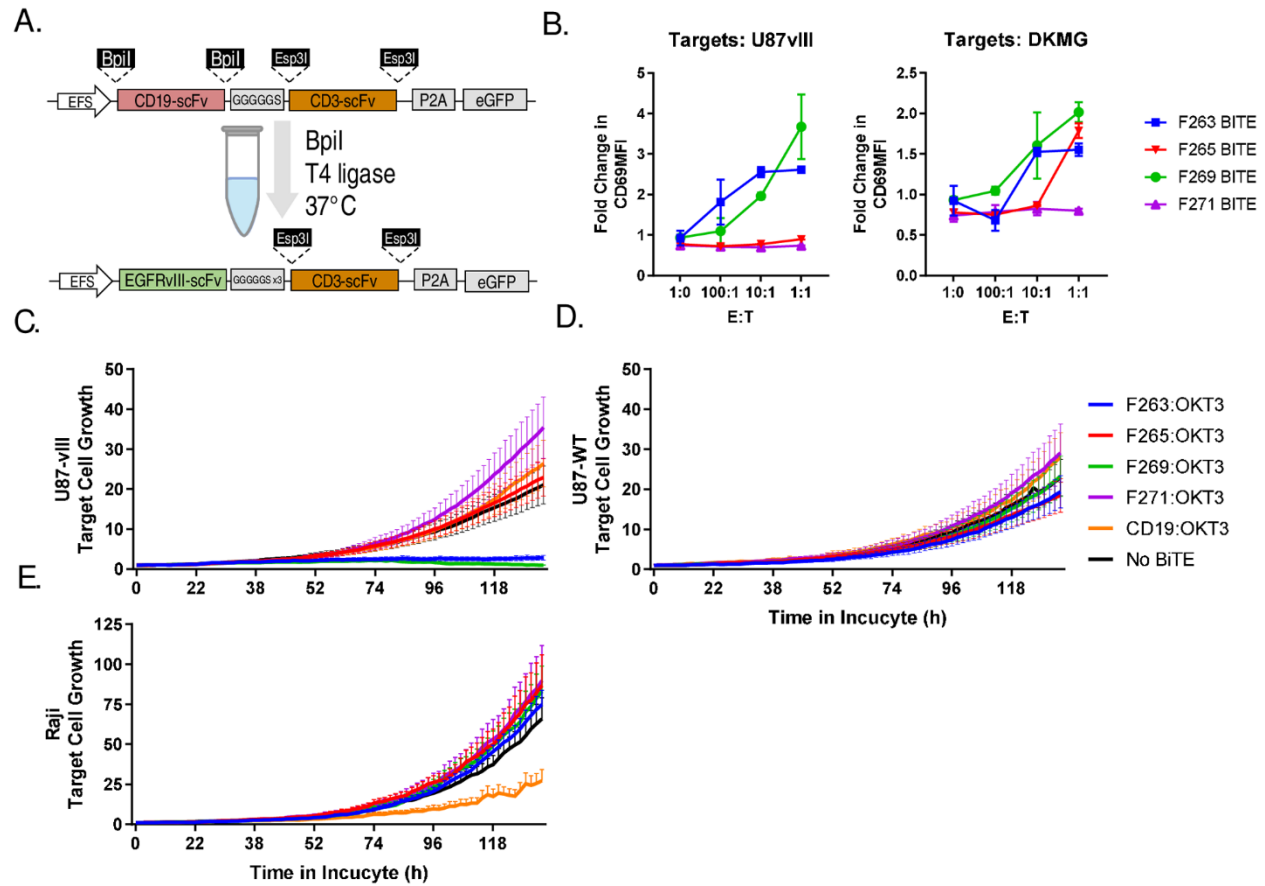 A.
BpiI BpiI Esp3I Esp3I
EFS CD19-scFv GGGGGS CD3-scFv P2A eGFP
BpiI
T4 ligase
37°C
Esp3I Esp3I
EFS EGFRvIII-scFv GGGGGS x3 CD3-scFv P2A eGFP
B.
Targets: U87vIII
Fold Change in
CD69MFI
5
4
3
2
1
0
1:0 100:1 10:1 1:1
E:T
Targets: DKMG
Fold Change in
CD69MFI
2.5
2.0
1.5
1.0
0.5
0.0
1:0 100:1 10:1 1:1
E:T
F263 BITE
F265 BITE
F269 BITE
F271 BITE
C.
U87-vIII
Target Cell Growth
50
40
30
20
10
0
0 22 38 52 74 96 118
D.
U87-WT
Target Cell Growth
50
40
30
20
10
0
0 22 38 52 74 96 118
Time in Incucyte (h)
F263:OKT3
F265:OKT3
F269:OKT3
F271:OKT3
CD19:OKT3
No BiTE
E.
Raji
Target Cell Growth
125
100
75
50
25
0
0 22 38 52 74 96 118
Time in Incucyte (h)